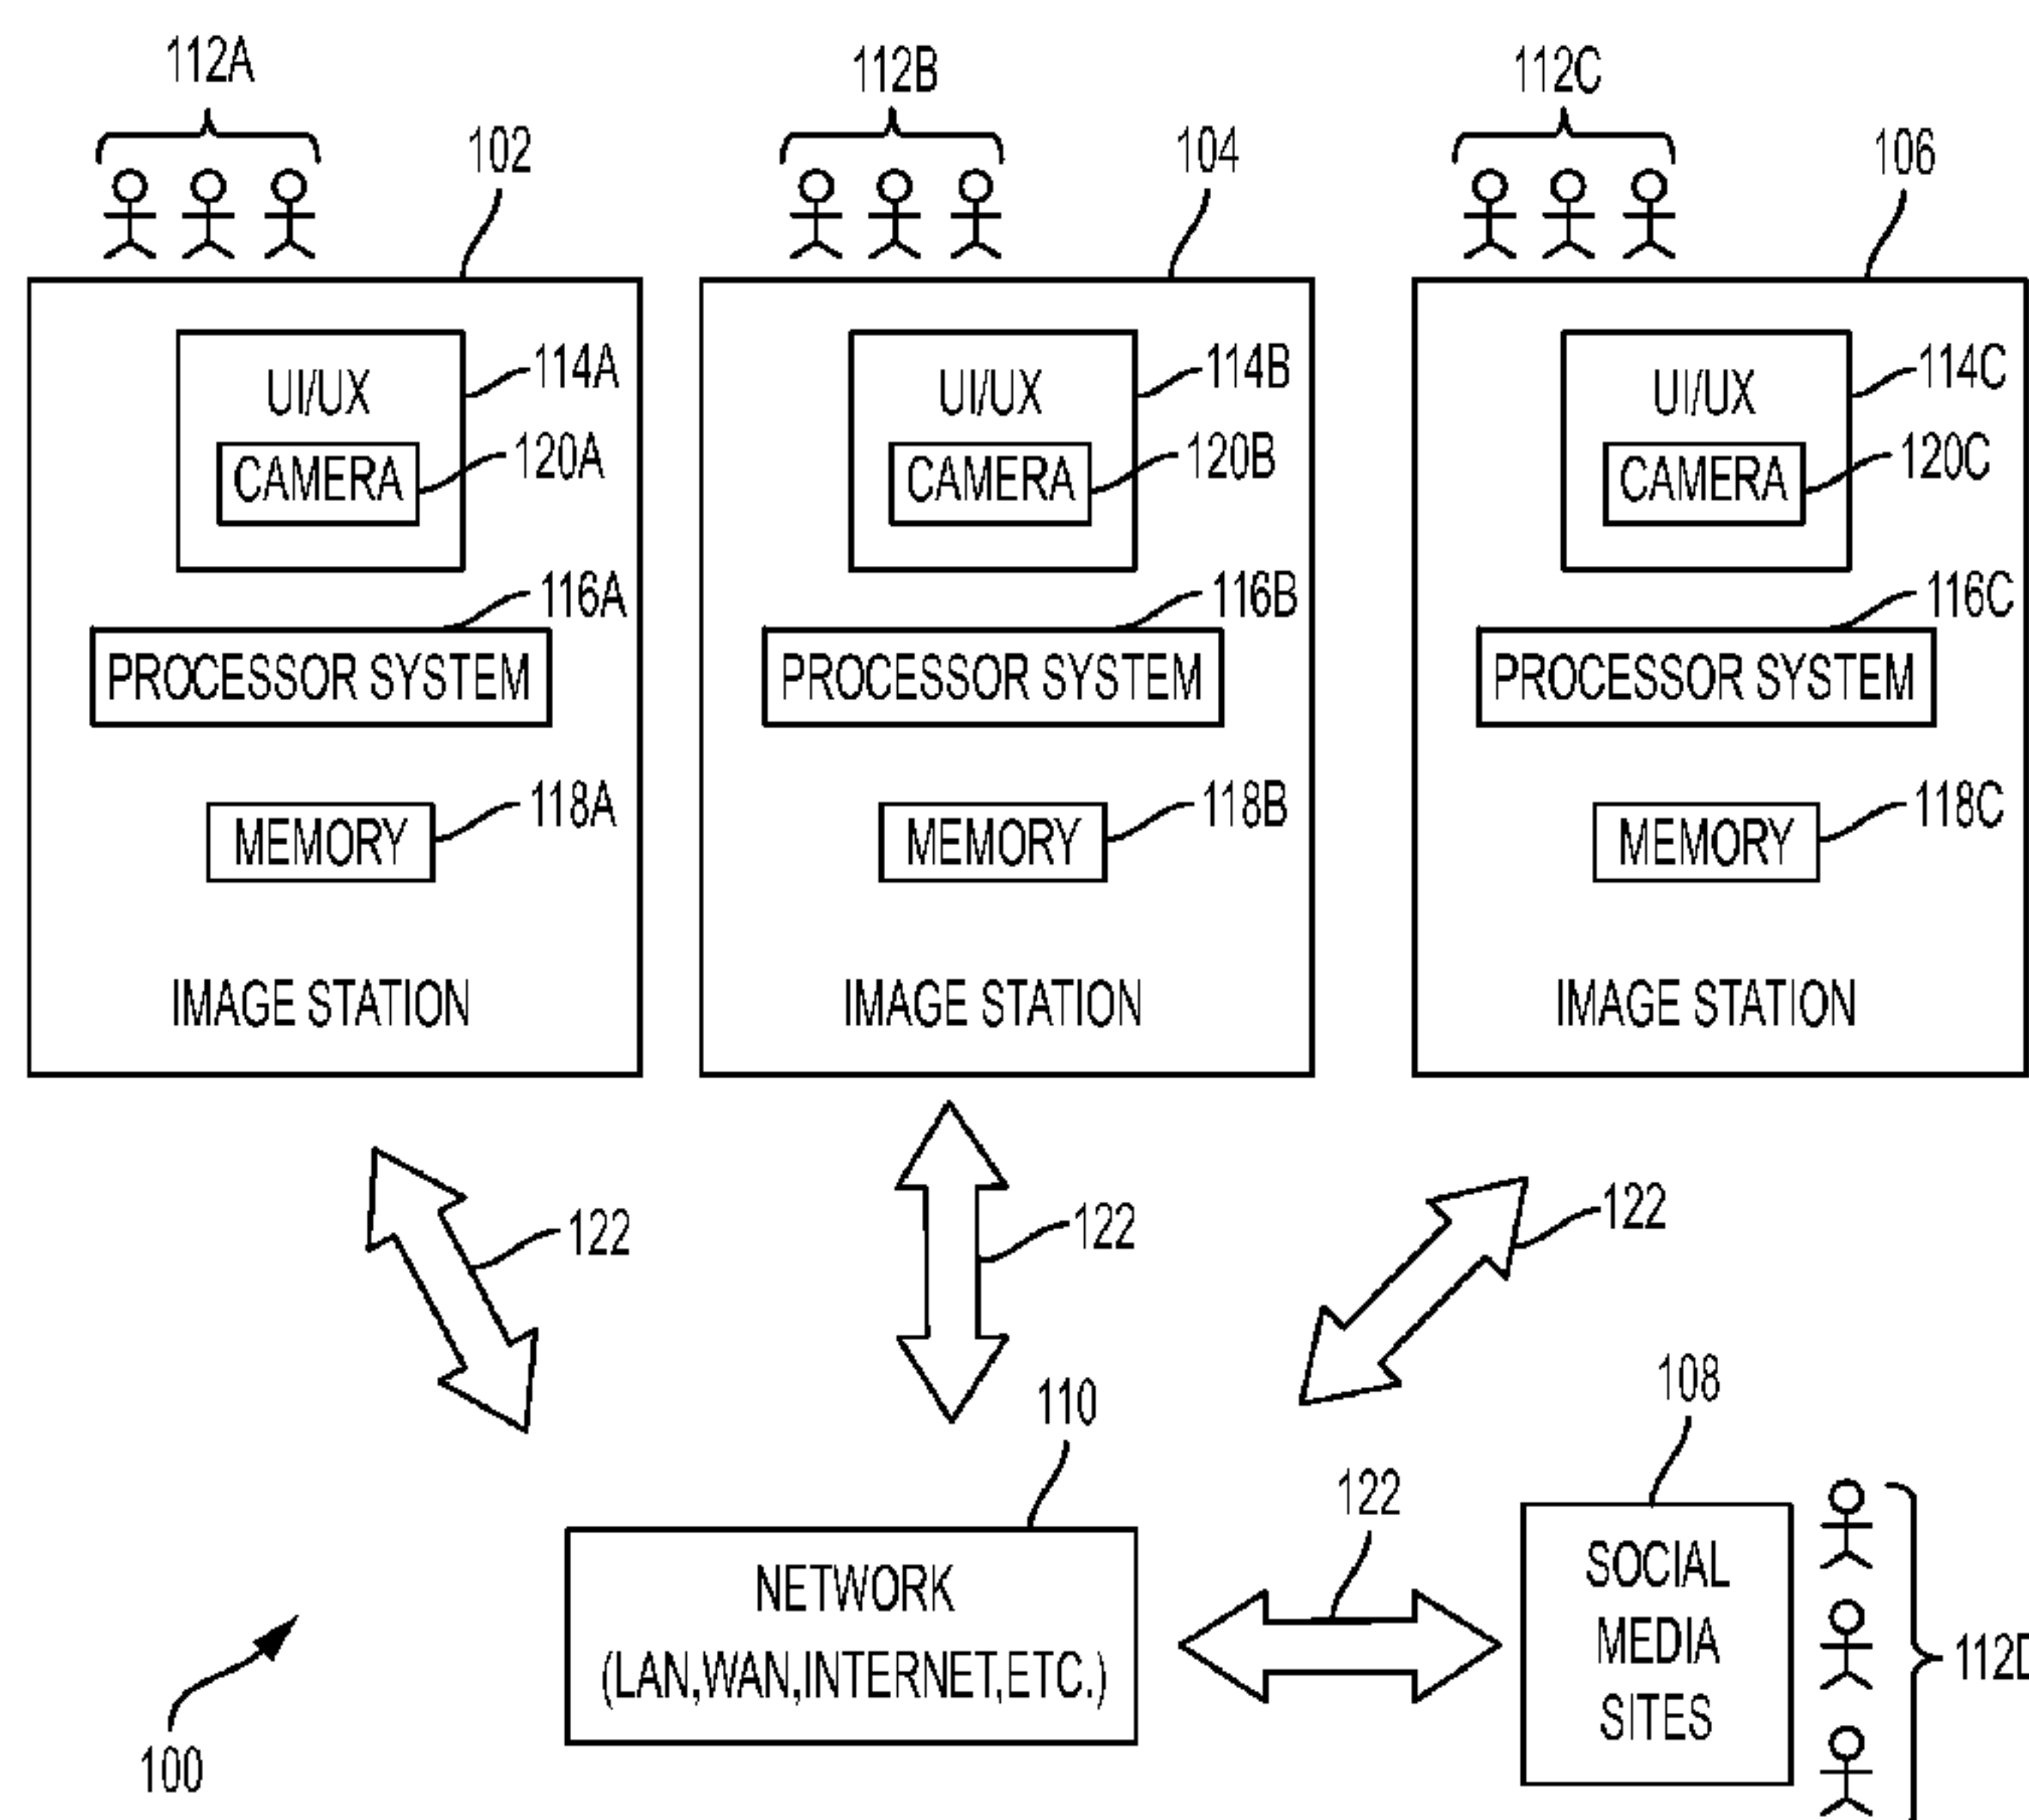 112A
112B
112C
102
104
106
UI/UX
114A
CAMERA
120A
116A
PROCESSOR SYSTEM
118A
MEMORY
IMAGE STATION
UI/UX
114B
CAMERA
120B
116B
PROCESSOR SYSTEM
118B
MEMORY
IMAGE STATION
UI/UX
114C
CAMERA
120C
116C
PROCESSOR SYSTEM
118C
MEMORY
IMAGE STATION
122
122
122
110
108
122
NETWORK
(LAN,WAN,INTERNET,ETC.)
SOCIAL
MEDIA
SITES
112D
100